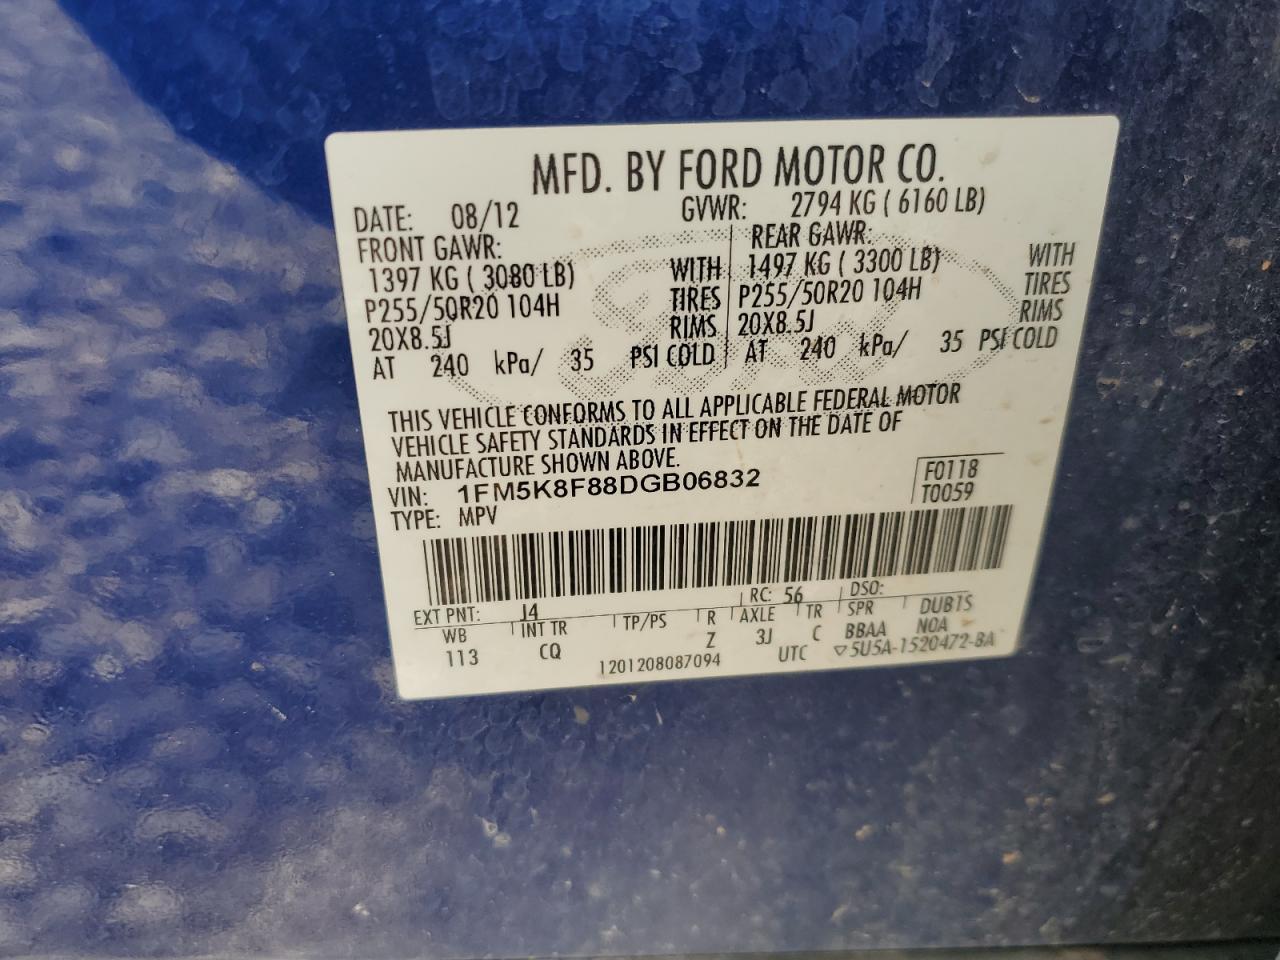 MFD. BY FORD MOTOR CO.
DATE: 08/12 GVWR: 2794 KG ( 6160 LB)
FRONT GAWR: REAR GAWR:
1397 KG ( 3080 LB) WITH 1497 KG ( 3300 LB) WITH
P255/50R20 104H TIRES P255/50R20 104H TIRES
20X8.5J RIMS 20X8.5J RIMS
AT 240 kPa/ 35 PSI COLD AT 240 kPa/ 35 PSI COLD
THIS VEHICLE CONFORMS TO ALL APPLICABLE FEDERAL MOTOR
VEHICLE SAFETY STANDARDS IN EFFECT ON THE DATE OF
MANUFACTURE SHOWN ABOVE.
VIN: 1FM5K8F88DGB06832 F0118
TYPE: MPV T0059
EXT PNT: J4 RC: 56 DSO:
WB INT TR TP/PS R AXLE TR SPR DUBTS
113 CQ Z 3J C BBAA NOA
1201208087094 UTC ▽5U5A-1520472-BA